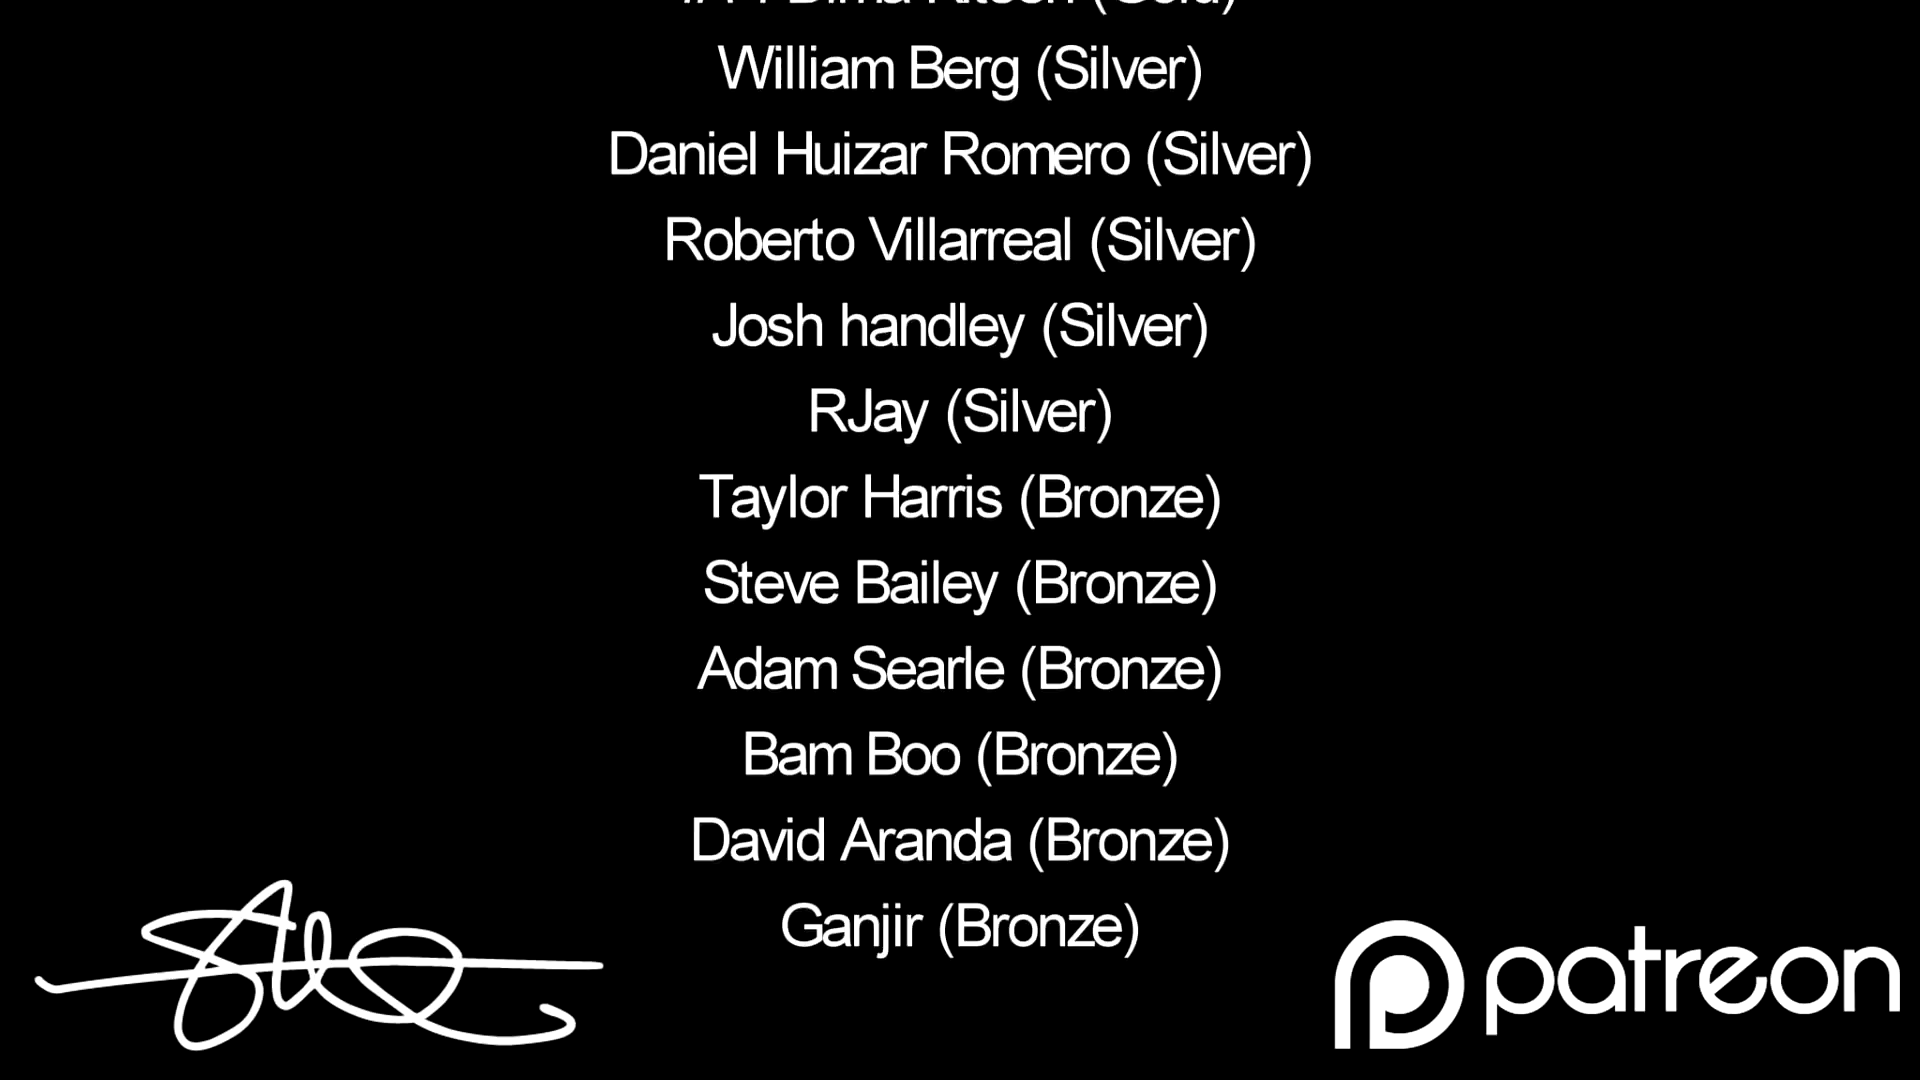 (Gold)
William Berg (Silver)
Daniel Huizar Romero (Silver)
Roberto Villarreal (Silver)
Josh handley (Silver)
RJay (Silver)
Taylor Harris (Bronze)
Steve Bailey (Bronze)
Adam Searle (Bronze)
Bam Boo (Bronze)
David Aranda (Bronze)
Ganjir (Bronze)
patreon